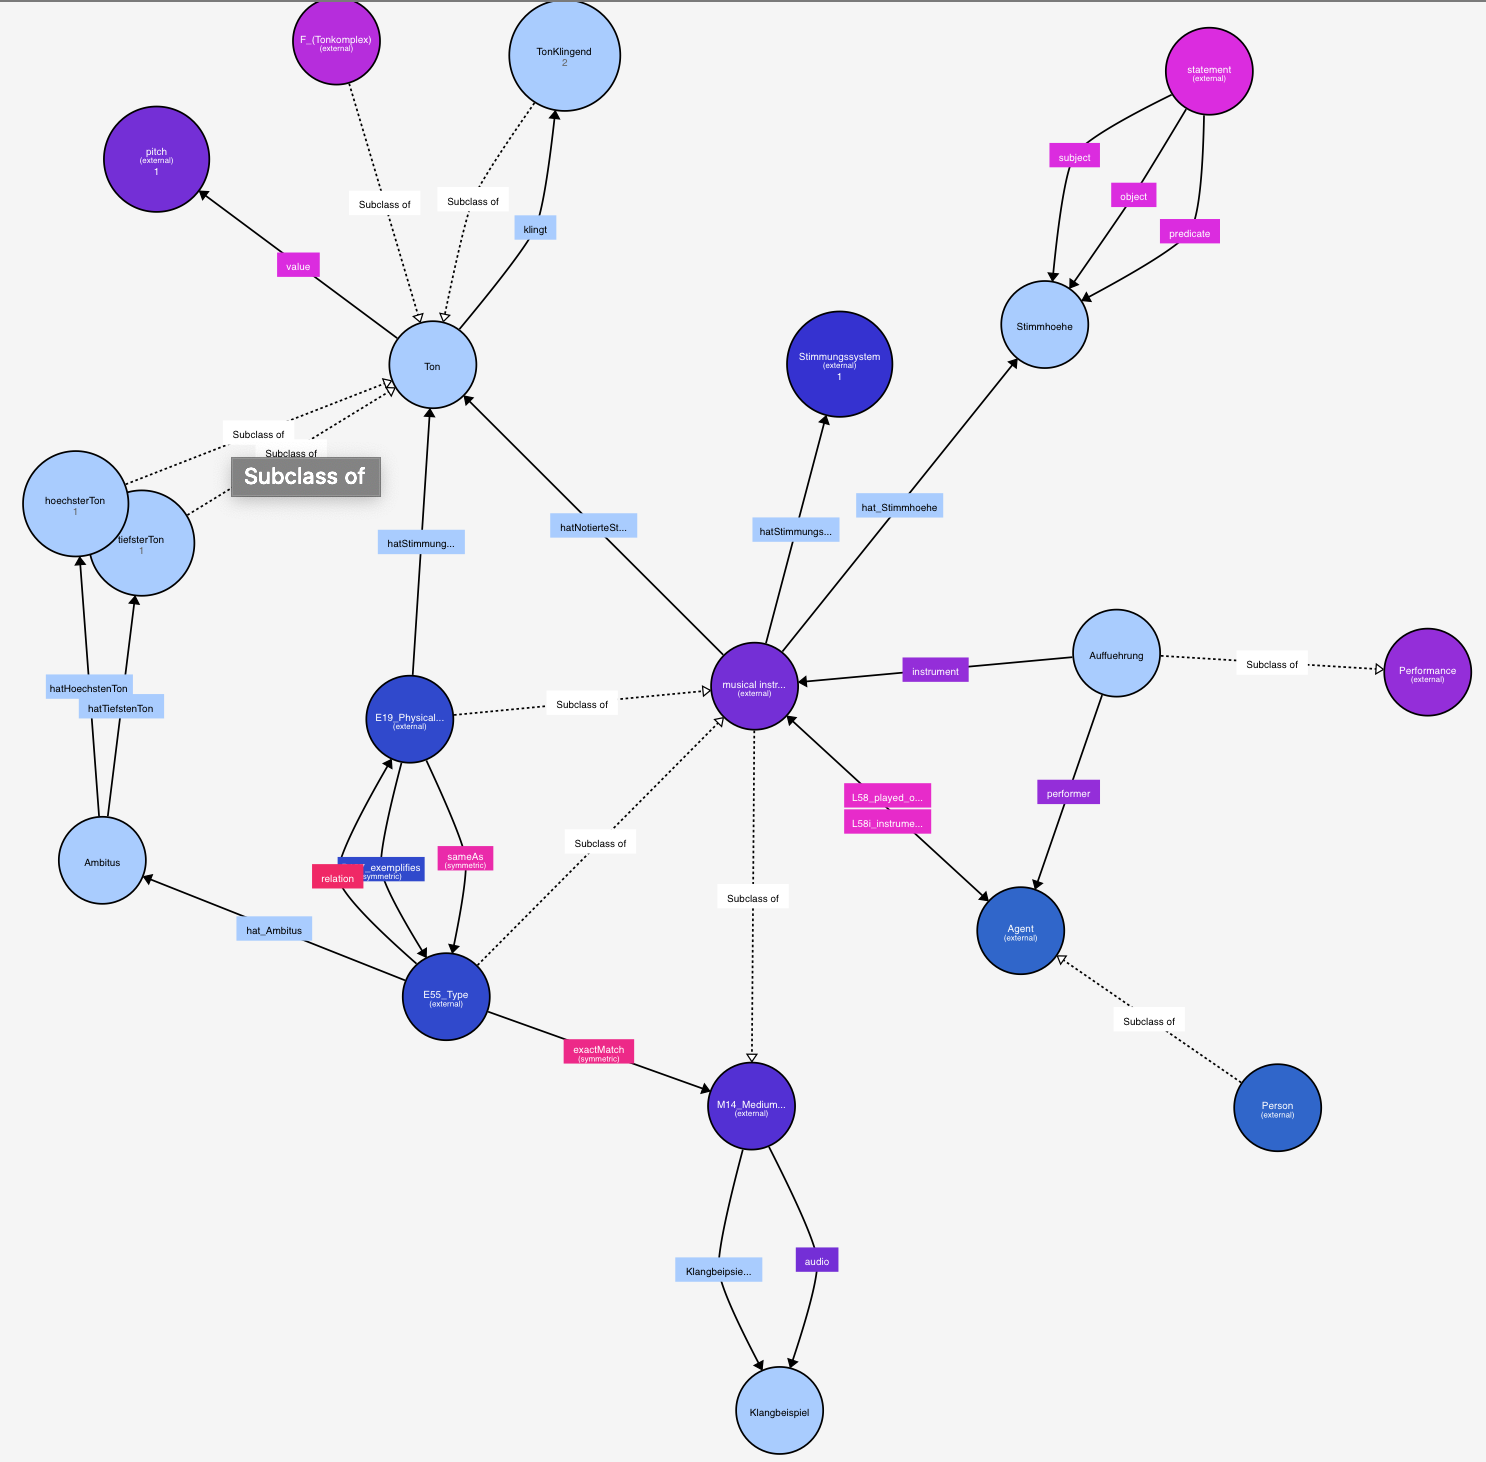 F_(Tonkomplex)
(external)
TonKlingend
2
statement
(external)
pitch
(external)
1
subject
object
predicate
Subclass of
Subclass of
klingt
value
Stimmhoehe
Ton
Stimmungssystem
(external)
1
Subclass of
Subclass of
Subclass of
hoechsterTon
1
tiefsterTon
1
hatStimmung...
hatNotierteSt...
hatStimmungs...
hat_Stimmhoehe
Auffuehrung
Subclass of
Performance
(external)
instrument
musical instr...
(external)
hatHoechstenTon
hatTiefstenTon
E19_Physical...
(external)
Subclass of
performer
L58_played_o...
L58i_instrume...
Subclass of
Ambitus
relation
_exemplifies
symmetric)
sameAs
(symmetric)
Subclass of
hat_Ambitus
Agent
(external)
E55_Type
(external)
Subclass of
exactMatch
(symmetric)
M14_Medium...
(external)
Person
(external)
Klangbeipsie...
audio
Klangbeispiel